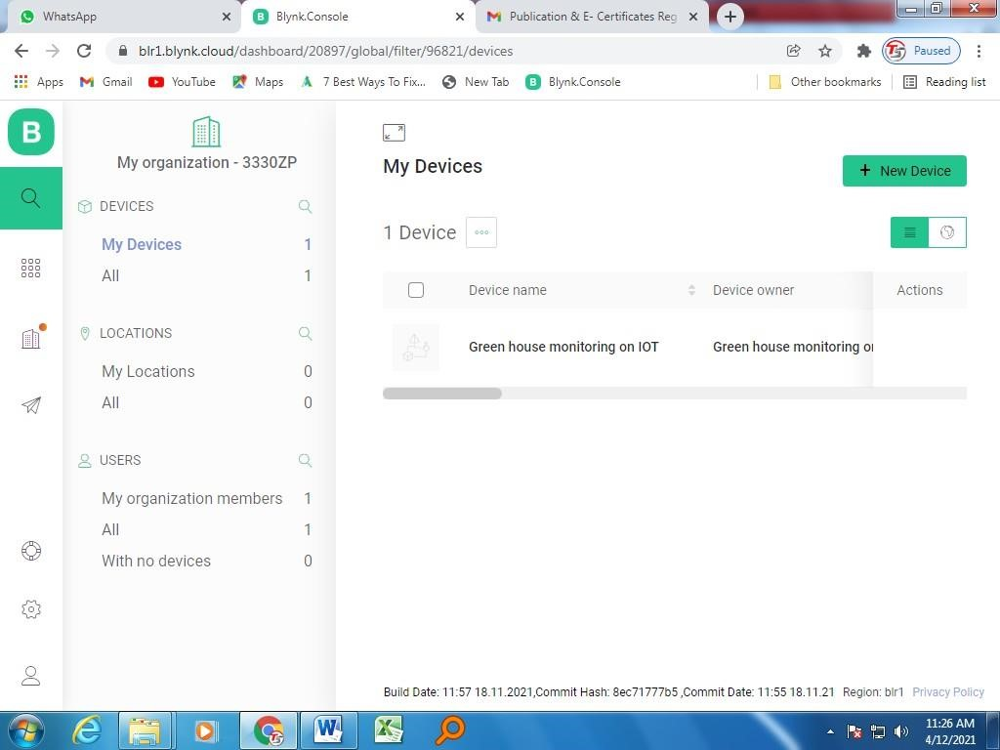 WhatsApp
Blynk.Console
Publication & E- Certificates Reg
blr1.blynk.cloud/dashboard/20897/global/filter/96821/devices
Paused
Apps
Gmail
YouTube
Maps
7 Best Ways To Fix...
New Tab
Blynk.Console
Other bookmarks
Reading list
B
My organization - 3330ZP
DEVICES
My Devices 1
All 1
LOCATIONS
My Locations 0
All 0
USERS
My organization members 1
All 1
With no devices 0
My Devices
+ New Device
1 Device
Device name
Device owner
Actions
Green house monitoring on IOT
Green house monitoring on
Build Date: 11:57 18.11.2021,Commit Hash: 8ec71777b5 ,Commit Date: 11:55 18.11.21 Region: blr1 Privacy Policy
11:26 AM
4/12/2021